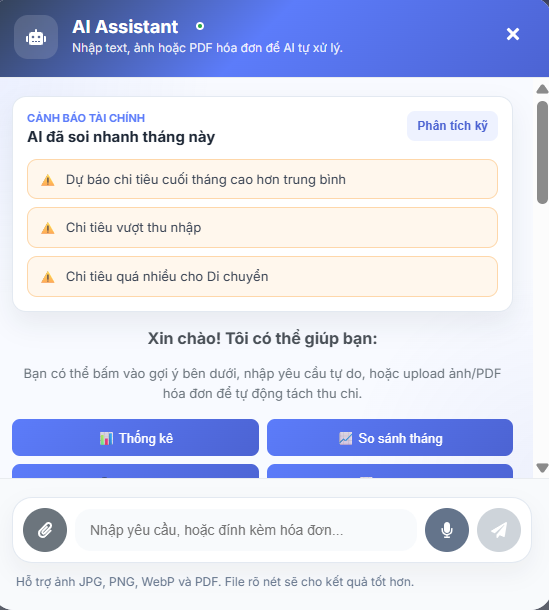 AI Assistant
Nhập text, ảnh hoặc PDF hóa đơn để AI tự xử lý.
CẢNH BÁO TÀI CHÍNH
AI đã soi nhanh tháng này
Phân tích kỹ
Dự báo chi tiêu cuối tháng cao hơn trung bình
Chi tiêu vượt thu nhập
Chi tiêu quá nhiều cho Di chuyển
Xin chào! Tôi có thể giúp bạn:
Bạn có thể bấm vào gợi ý bên dưới, nhập yêu cầu tự do, hoặc upload ảnh/PDF
hóa đơn để tự động tách thu chi.
Thống kê
So sánh tháng
Nhập yêu cầu, hoặc đính kèm hóa đơn...
Hỗ trợ ảnh JPG, PNG, WebP và PDF. File rõ nét sẽ cho kết quả tốt hơn.